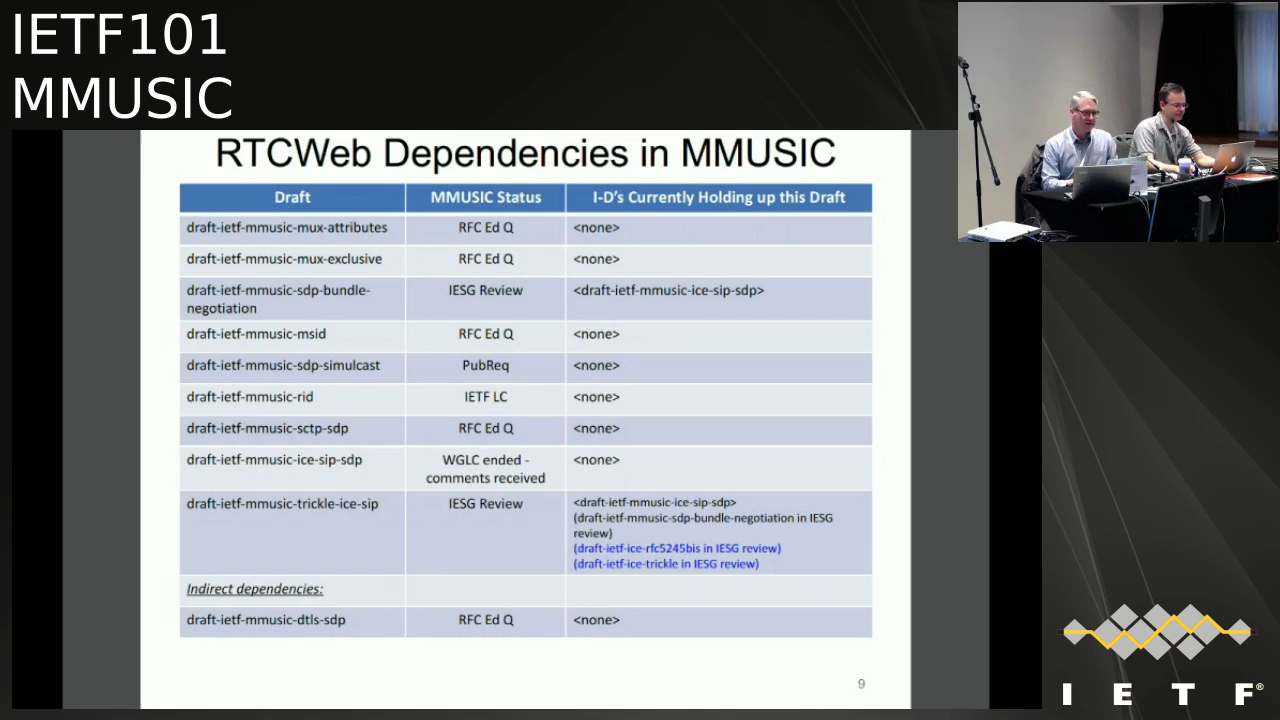 IETF101
MMUSIC
RTCWeb Dependencies in MMUSIC
Draft MMUSIC Status I-D's Currently Holding up this Draft
draft-ietf-mmusic-mux-attributes RFC Ed Q <none>
draft-ietf-mmusic-mux-exclusive RFC Ed Q <none>
draft-ietf-mmusic-sdp-bundle- IESG Review <draft-ietf-mmusic-ice-sip-sdp>
negotiation
draft-ietf-mmusic-msid RFC Ed Q <none>
draft-ietf-mmusic-sdp-simulcast PubReq <none>
draft-ietf-mmusic-rid IETF LC <none>
draft-ietf-mmusic-sctp-sdp RFC Ed Q <none>
draft-ietf-mmusic-ice-sip-sdp WGLC ended - <none>
comments received
draft-ietf-mmusic-trickle-ice-sip IESG Review <draft-ietf-mmusic-ice-sip-sdp>
(draft-ietf-mmusic-sdp-bundle-negotiation in IESG
review)
(draft-ietf-ice-rfc5245bis in IESG review)
(draft-ietf-ice-trickle in IESG review)
Indirect dependencies:
draft-ietf-mmusic-dtls-sdp RFC Ed Q <none>
9
I E T F®